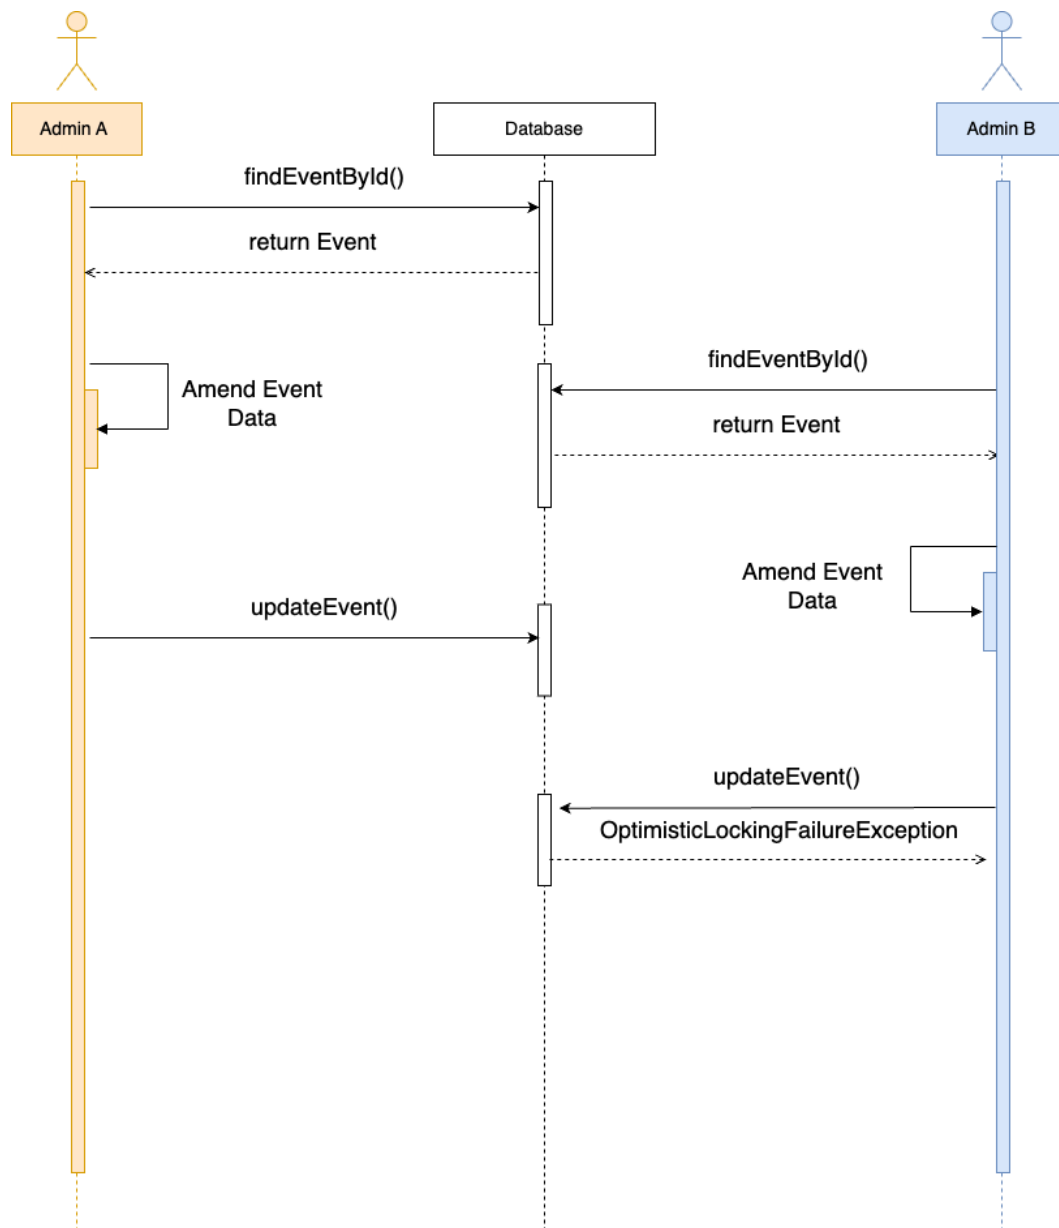 Admin A
Database
Admin B
findEventById()
return Event
findEventById()
Amend Event
Data
return Event
Amend Event
Data
updateEvent()
updateEvent()
OptimisticLockingFailureException